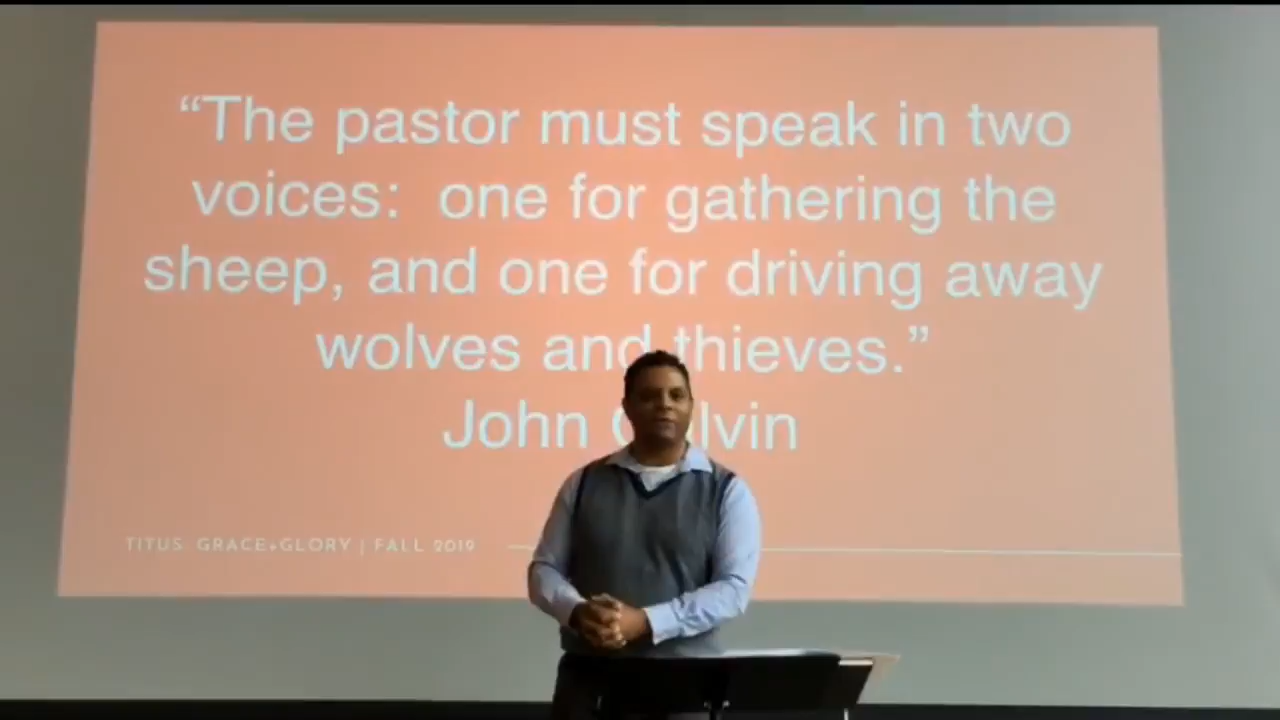 “The pastor must speak in two
voices: one for gathering the
sheep, and one for driving away
wolves and thieves.”
John Calvin
TITUS: GRACE+GLORY | FALL 2019